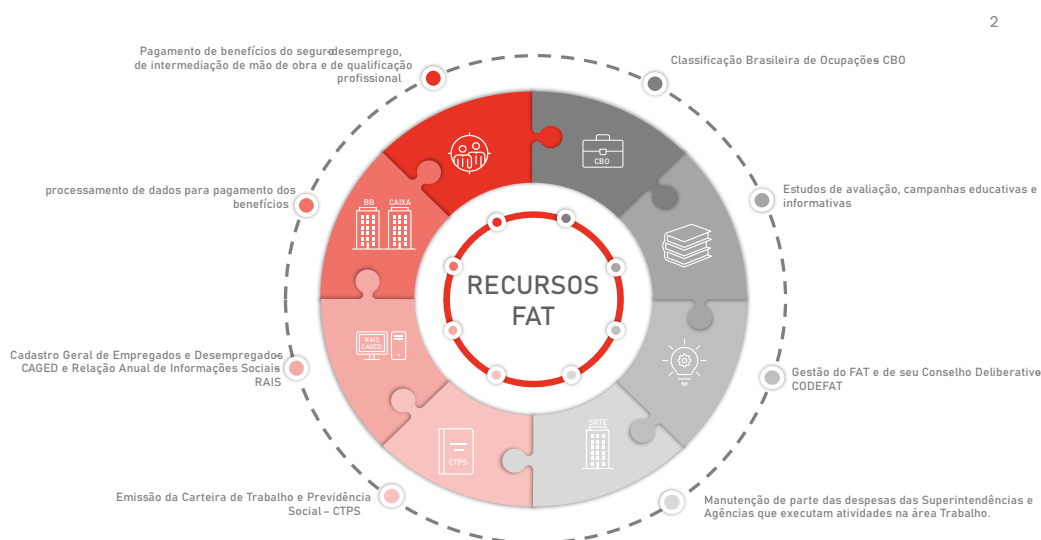 2
Pagamento de benefícios do seguro-desemprego,
de intermediação de mão de obra e de qualificação
profissional
Classificação Brasileira de Ocupações- CBO
processamento de dados para pagamento dos
benefícios
Estudos de avaliação, campanhas educativas e
informativas
BB CAIXA
CBO
RECURSOS
FAT
RAIS
CAGED
CTPS
SRTE
Cadastro Geral de Empregados e Desempregados-
CAGED e Relação Anual de Informações Sociais-
RAIS
Gestão do FAT e de seu Conselho Deliberativo-
CODEFAT
Emissão da Carteira de Trabalho e Previdência
Social – CTPS
Manutenção de parte das despesas das Superintendências e
Agências que executam atividades na área Trabalho.